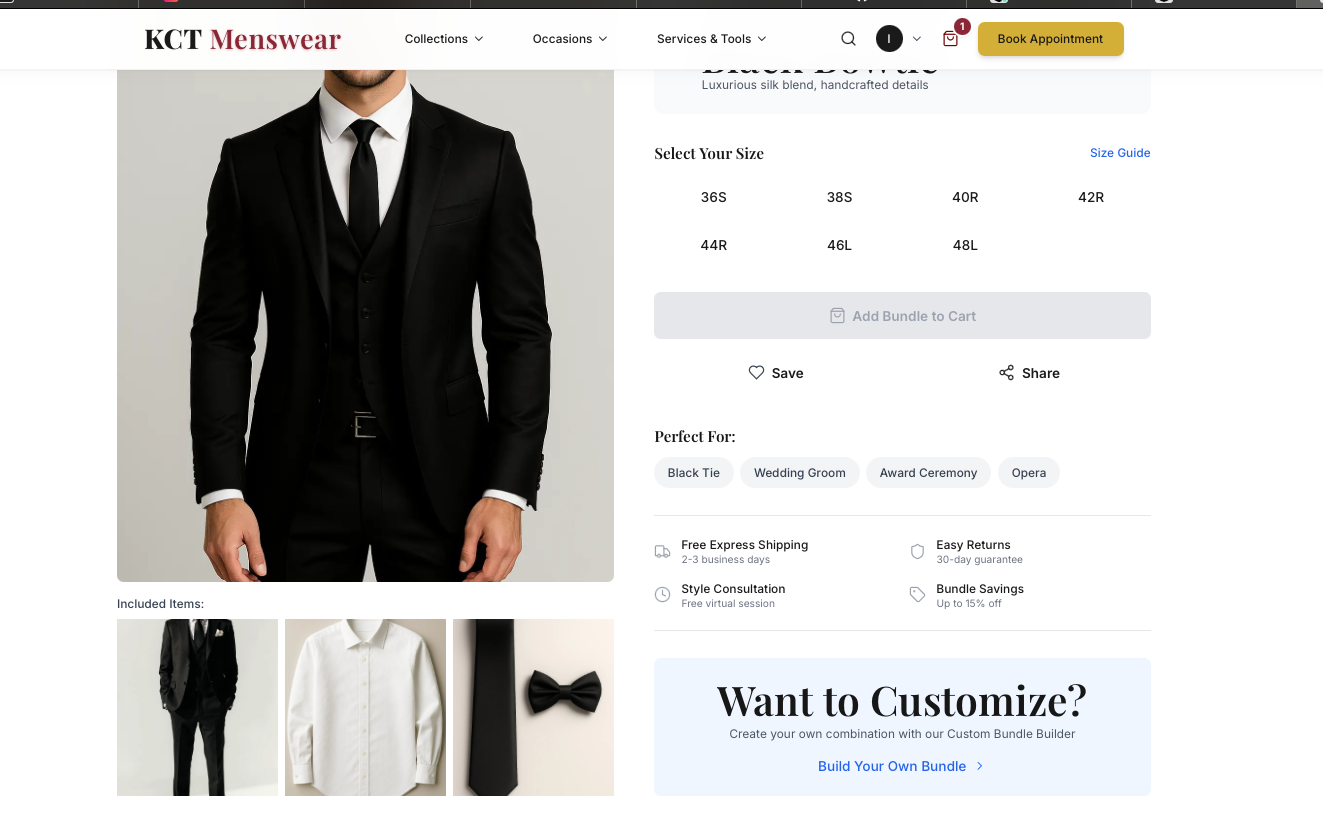 KCT Menswear
Collections
Occasions
Services & Tools
I
1
Book Appointment
Black Bowtie
Luxurious silk blend, handcrafted details
Select Your Size
Size Guide
36S 38S 40R 42R
44R 46L 48L
Add Bundle to Cart
Save
Share
Perfect For:
Black Tie
Wedding Groom
Award Ceremony
Opera
Free Express Shipping
2-3 business days
Easy Returns
30-day guarantee
Style Consultation
Free virtual session
Bundle Savings
Up to 15% off
Included Items:
Want to Customize?
Create your own combination with our Custom Bundle Builder
Build Your Own Bundle